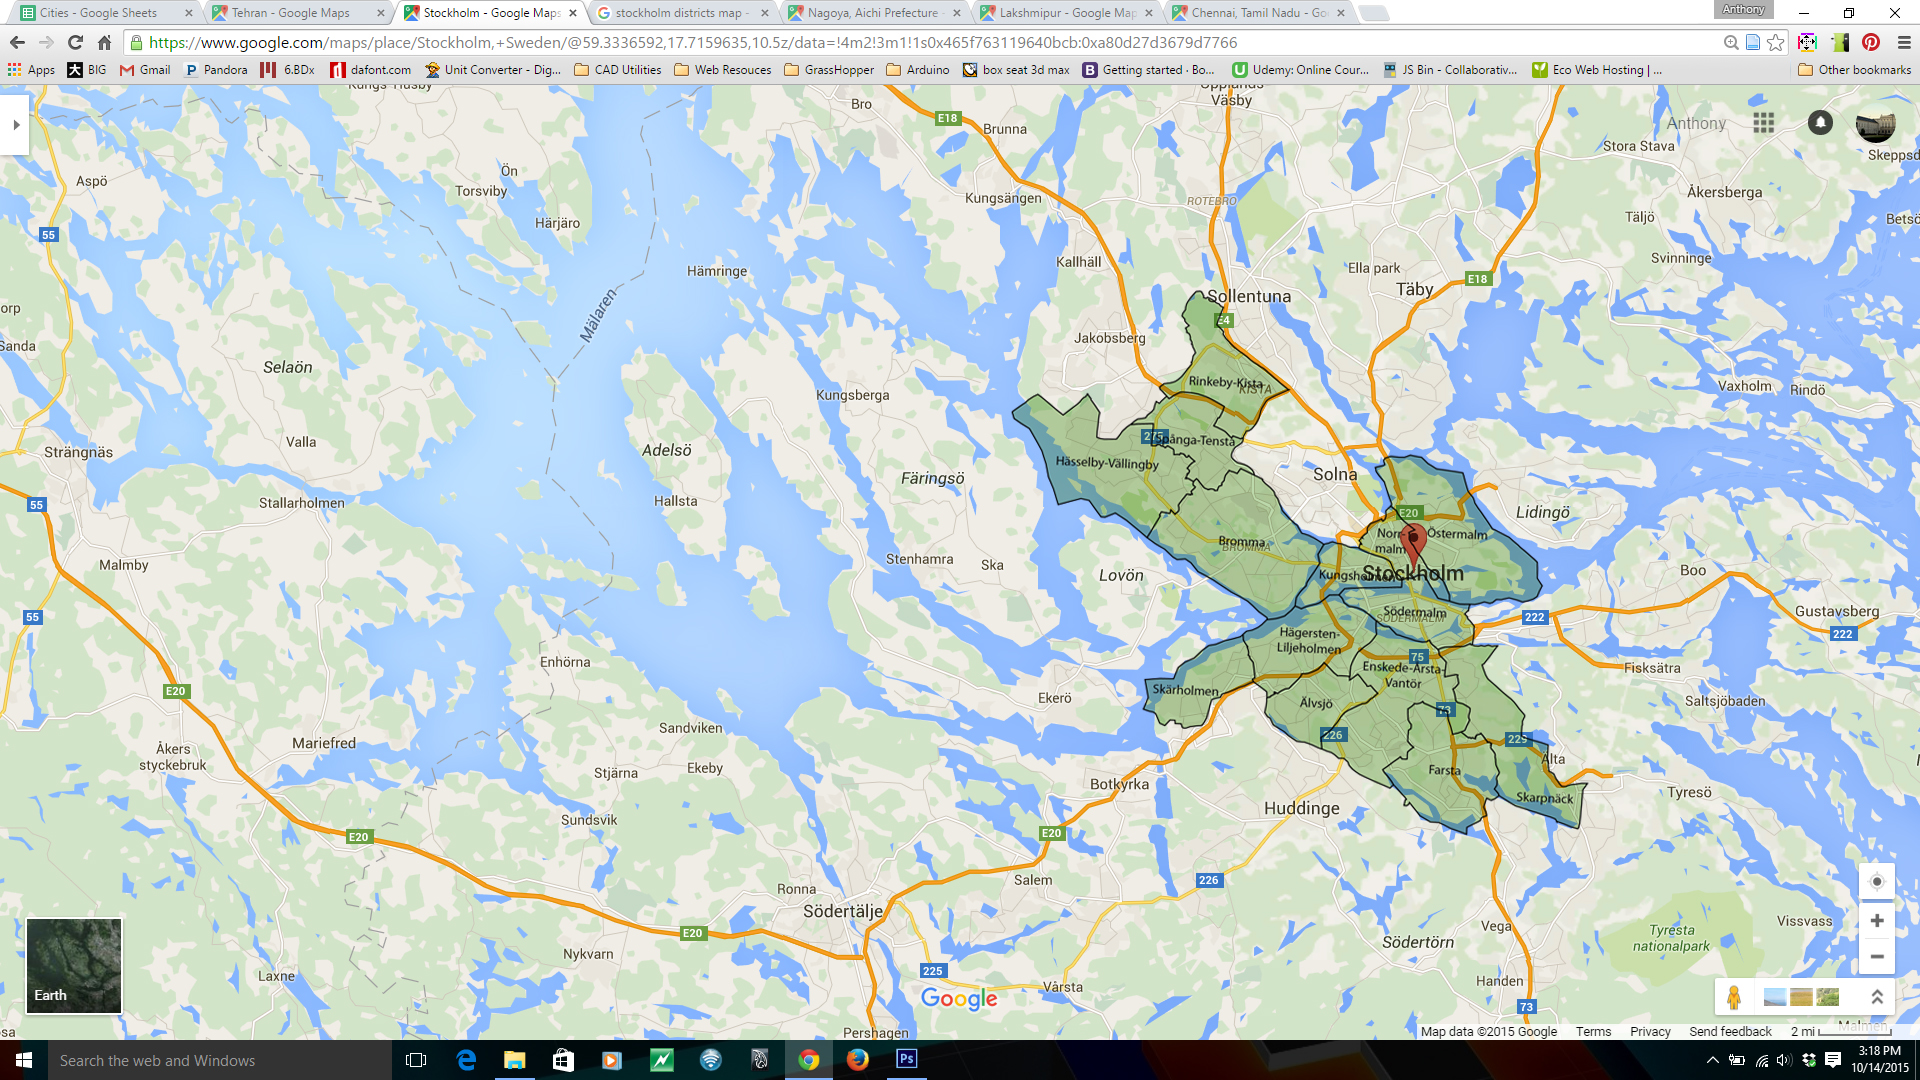 Cities - Google Sheets
Tehran - Google Maps
Stockholm - Google Maps
stockholm districts map -
Nagoya, Aichi Prefecture -
Lakshmipur - Google Map
Chennai, Tamil Nadu - Go
Anthony
https://www.google.com/maps/place/Stockholm,+Sweden/@59.3336592,17.7159635,10.5z/data=!4m2!3m1!1s0x465f763119640bcb:0xa80d27d3679d7766
Apps
BIG
Gmail
Pandora
6.BDx
dafont.com
Unit Converter - Dig...
CAD Utilities
Web Resouces
GrassHopper
Arduino
box seat 3d max
Getting started · Bo...
Udemy: Online Cour...
JS Bin - Collaborativ...
Eco Web Hosting | ...
Other bookmarks
Kungs-Husby
Bro
Upplands
Väsby
E18
Brunna
Anthony
Stora Stava
Skeppsd
Aspö
Ön
Torsviby
Kungsängen
ROTEBRO
Åkersberga
Härjäro
Täljö
Betsö
55
Kallhäll
Svinninge
Hämringe
Ella park
E18
Täby
Mälaren
Sollentuna
orp
E4
Sanda
Jakobsberg
Selaön
Rinkeby-Kista
KISTA
Vaxholm
Rindö
Kungsberga
275
Spånga-Tensta
Valla
Strängnäs
Adelsö
Hässelby-Vällingby
Färingsö
Solna
Hallsta
Stallarholmen
55
E20
Lidingö
Norr-
malm
Östermalm
Bromma
BROMMA
Stenhamra
Ska
Malmby
Lovön
Kungsholmen
Stockholm
Boo
Södermalm
SÖDERMALM
55
222
Gustavsberg
222
Hägersten-
Liljeholmen
75
Enhörna
Enskede-Årsta-
Vantör
Fisksätra
E20
Skärholmen
Ekerö
Älvsjö
73
Saltsjöbaden
Sandviken
226
229
Mariefred
Åkers
styckebruk
Älta
Stjärna
Ekeby
Farsta
Botkyrka
Skarpnäck
Tyresö
Huddinge
Sundsvik
E20
E20
Salem
226
Ronna
Södertälje
Vissvass
Vega
Tyresta
nationalpark
E20
Södertörn
Nykvarn
225
Laxne
Handen
Vårsta
Earth
Google
73
osa
Pershagen
Malmen
Map data ©2015 Google
Terms
Privacy
Send feedback
2 mi
Search the web and Windows
Ps
3:18 PM
10/14/2015